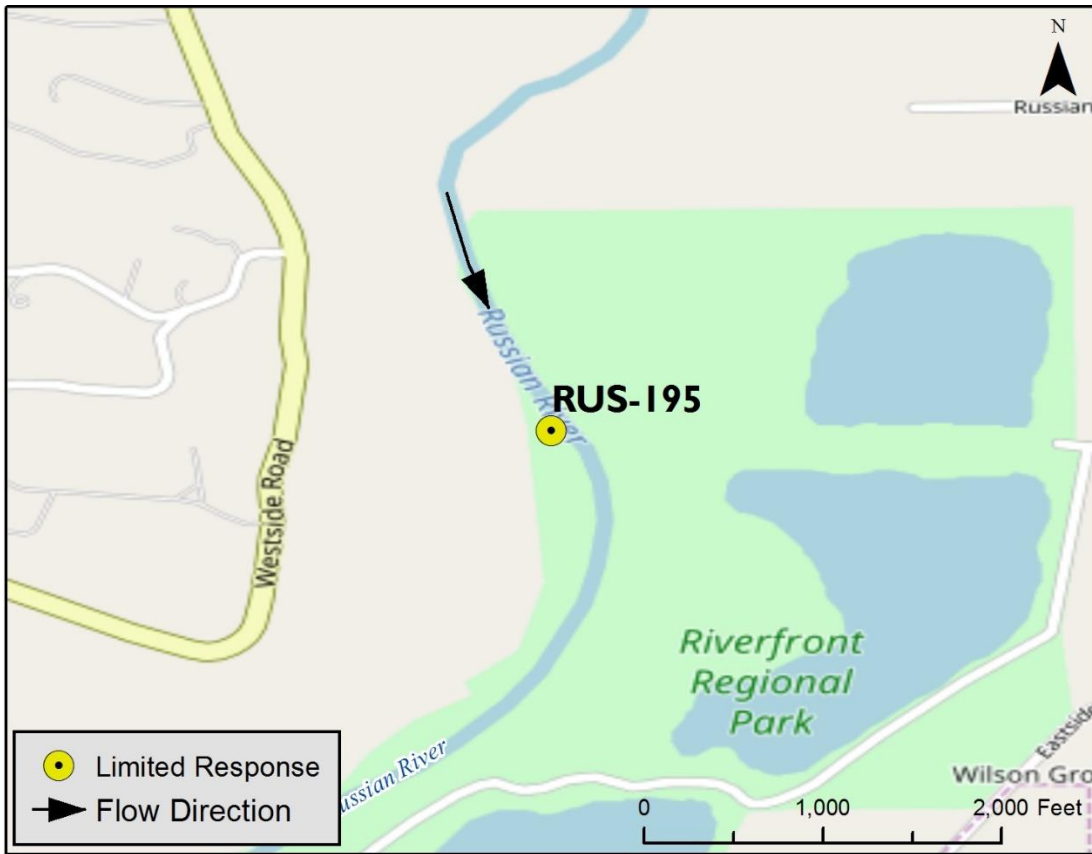 N
Russian
Russian River
RUS-195
Westside Road
Riverfront
Regional
Park
Eastside
Wilson Gro
ussian River
Limited Response
Flow Direction
0 1,000 2,000 Feet